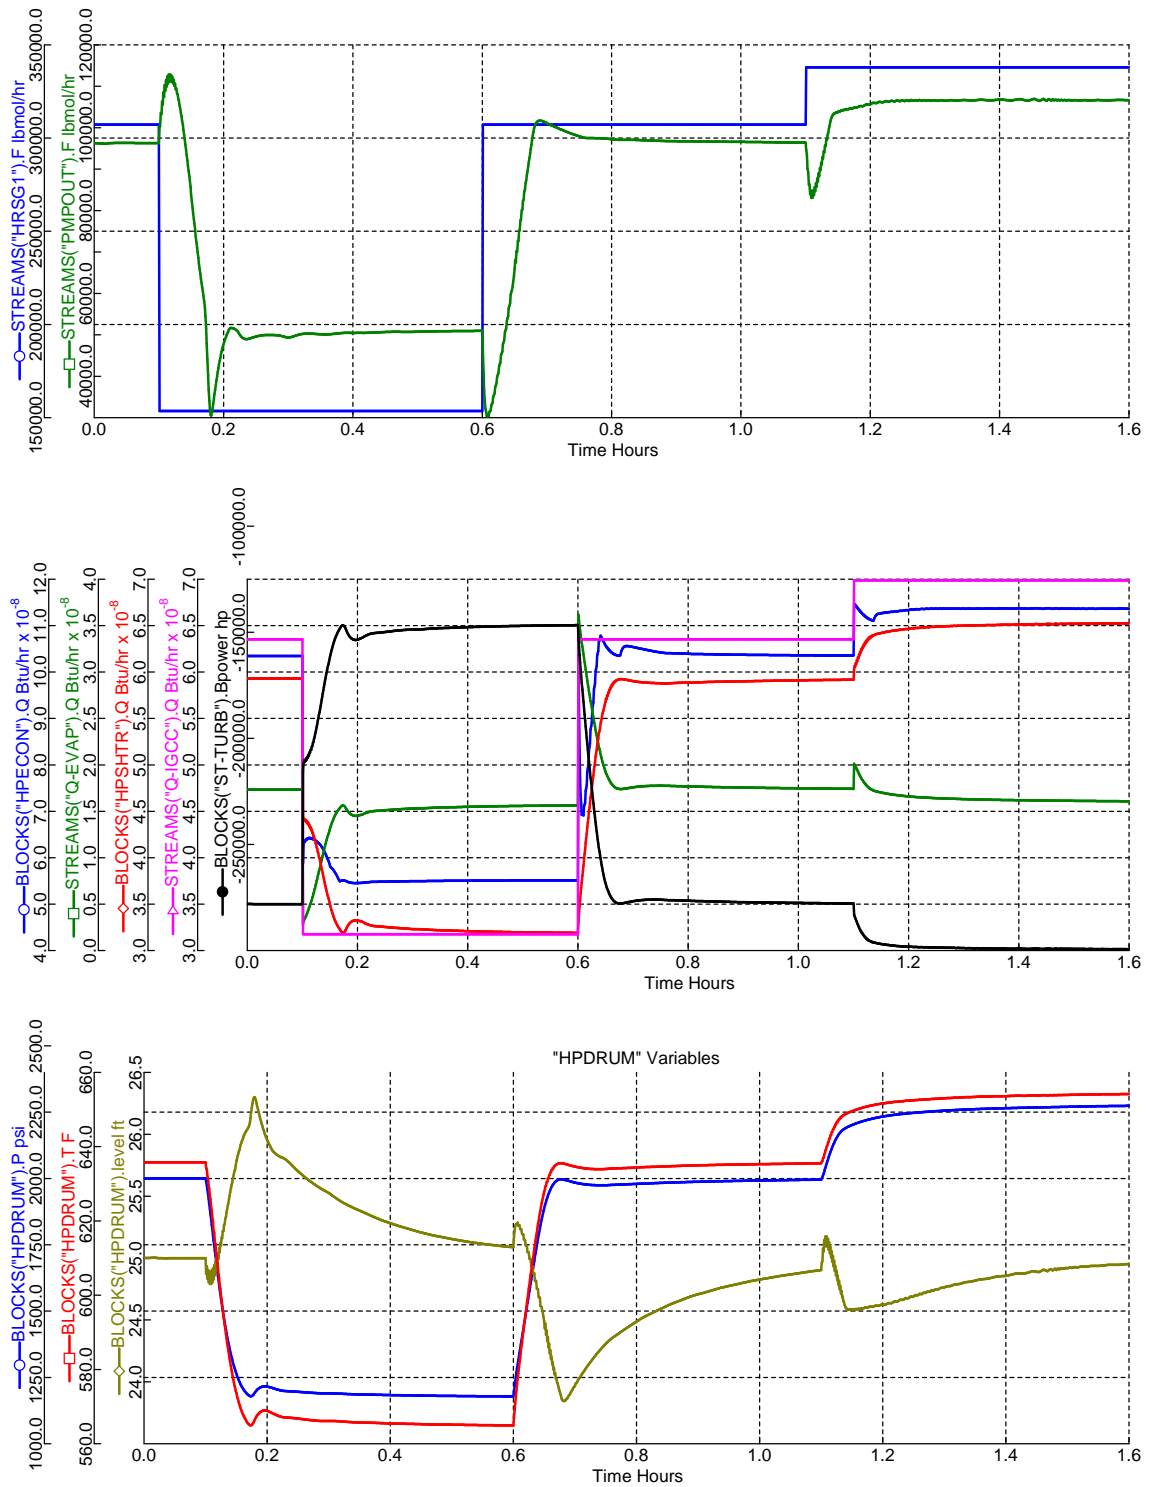 STREAMS("HRSG1").F lbmol/hr
150000.0 200000.0 250000.0 300000.0 350000.0
STREAMS("PMPOUT").F lbmol/hr
40000.0 60000.0 80000.0 100000.0 120000.0
0.0 0.2 0.4 0.6 0.8 1.0 1.2 1.4 1.6
Time Hours
BLOCKS("HPECON").Q Btu/hr x 10-8
4.0 5.0 6.0 7.0 8.0 9.0 10.0 11.0 12.0
STREAMS("Q-EVAP").Q Btu/hr x 10-8
0.0 0.5 1.0 1.5 2.0 2.5 3.0 3.5 4.0
BLOCKS("HPSHTR").Q Btu/hr x 10-8
3.0 3.5 4.0 4.5 5.0 5.5 6.0 6.5 7.0
STREAMS("Q-IGCC").Q Btu/hr x 10-8
3.0 3.5 4.0 4.5 5.0 5.5 6.0 6.5 7.0
BLOCKS("ST-TURB").Bpower hp
-250000.0 -200000.0 -150000.0 -100000.0
0.2 0.4 0.6 0.8 1.0 1.2 1.4 1.6
Time Hours
"HPDRUM" Variables
BLOCKS("HPDRUM").P psi
1000.0 1250.0 1500.0 1750.0 2000.0 2250.0 2500.0
BLOCKS("HPDRUM").T F
560.0 580.0 600.0 620.0 640.0 660.0
BLOCKS("HPDRUM").level ft
24.0 24.5 25.0 25.5 26.0 26.5
0.0 0.2 0.4 0.6 0.8 1.0 1.2 1.4 1.6
Time Hours